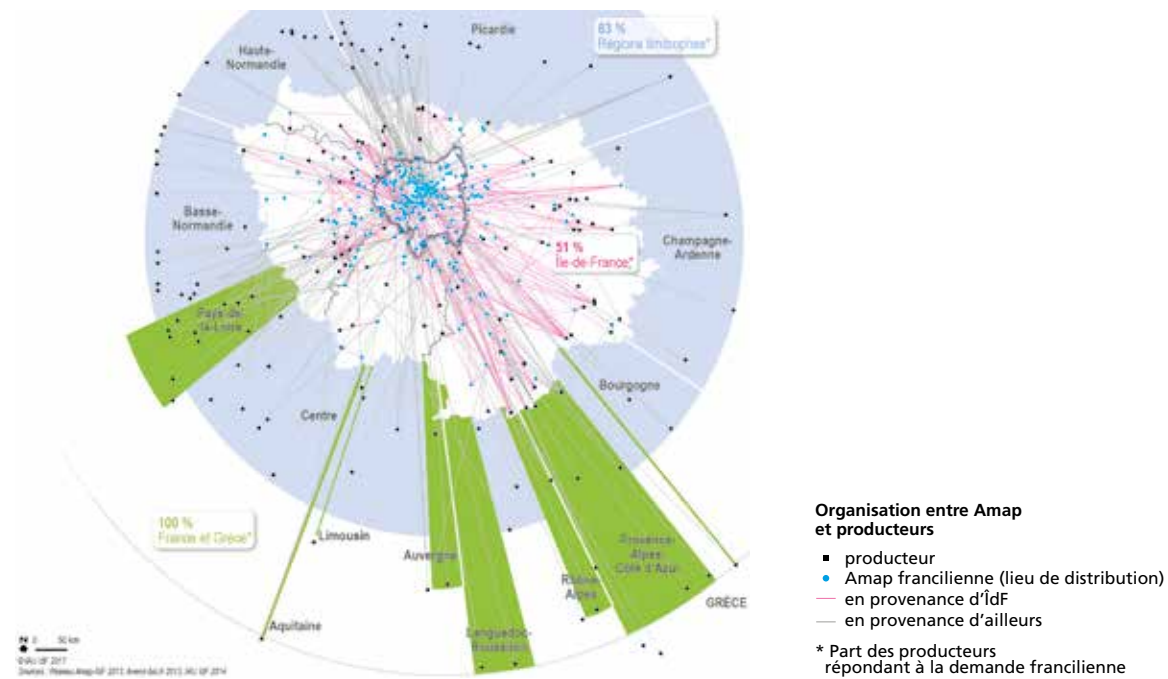 Picardie
83 %
Régions limitrophes*
Haute-
Normandie
Basse-
Normandie
51 %
Île-de-France*
Champagne-
Ardenne
Pays-de-
la-Loire
Bourgogne
Centre
100 %
France et Grèce*
Limousin
Auvergne
Provence-
Alpes-
Côte d'Azur
Rhône-
Alpes
GRÈCE
Aquitaine
Languedoc-
Roussillon
N 0 50 km
Organisation entre Amap
et producteurs
producteur
Amap francilienne (lieu de distribution)
en provenance d'ÎdF
en provenance d'ailleurs
* Part des producteurs
répondant à la demande francilienne